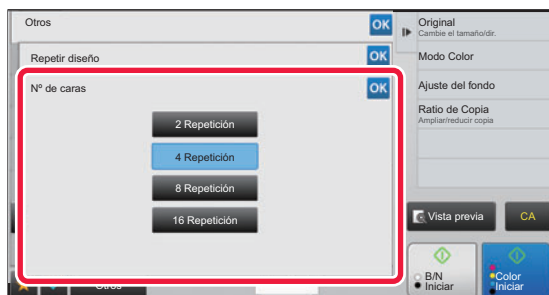 Otros
OK
Repetir diseño
OK
Nº de caras
OK
2 Repetición
4 Repetición
8 Repetición
16 Repetición
Otros
Original
Cambie el tamaño/dir.
Modo Color
Ajuste del fondo
Ratio de Copia
Ampliar/reducir copia
Vista previa
CA
B/N
Iniciar
Color
Iniciar